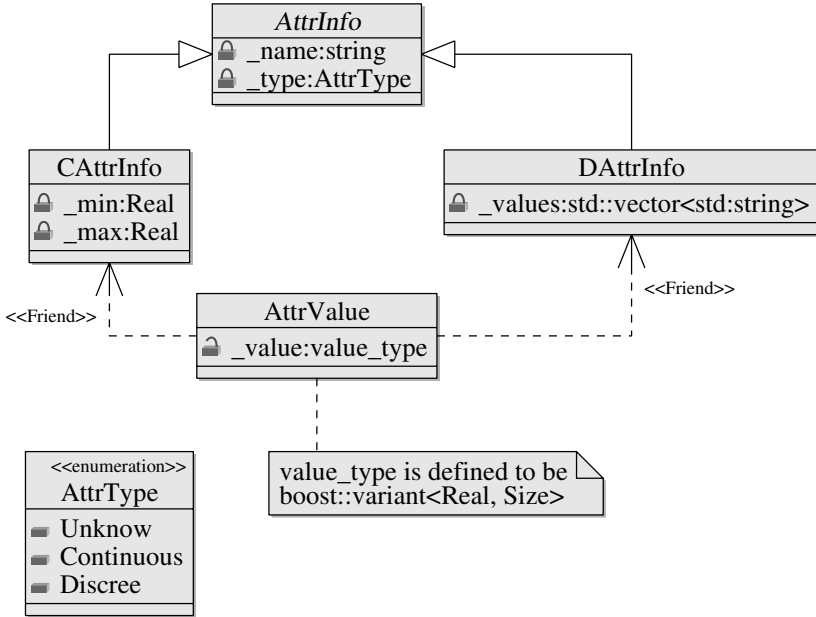 AttrInfo
_name:string
_type:AttrType
CAttrInfo
_min:Real
_max:Real
DAttrInfo
_values:std::vector<std:string>
<<Friend>>
<<Friend>>
AttrValue
_value:value_type
<<enumeration>>
AttrType
Unknow
Continuous
Discree
value_type is defined to be
boost::variant<Real, Size>